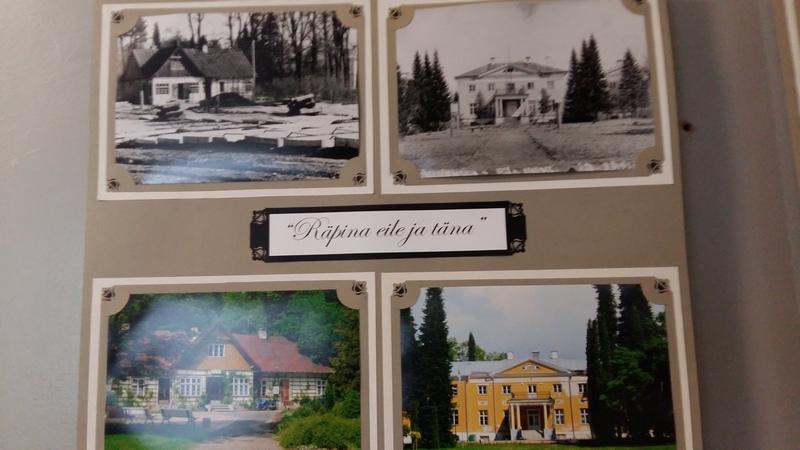 “Räpina eile ja täna”